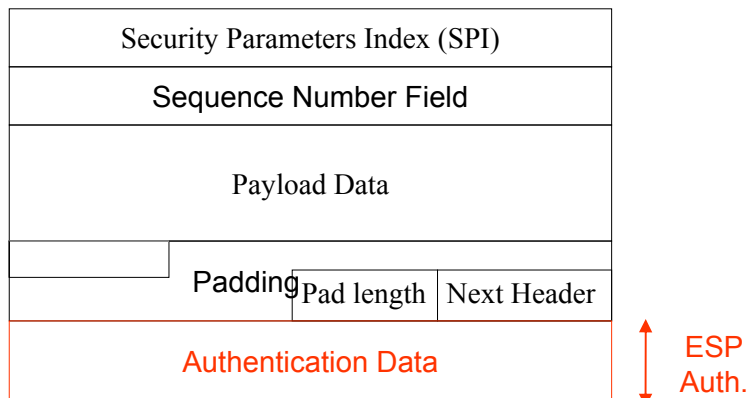 Security Parameters Index (SPI)
Sequence Number Field
Payload Data
Padding
Pad length
Next Header
Authentication Data
ESP
Auth.